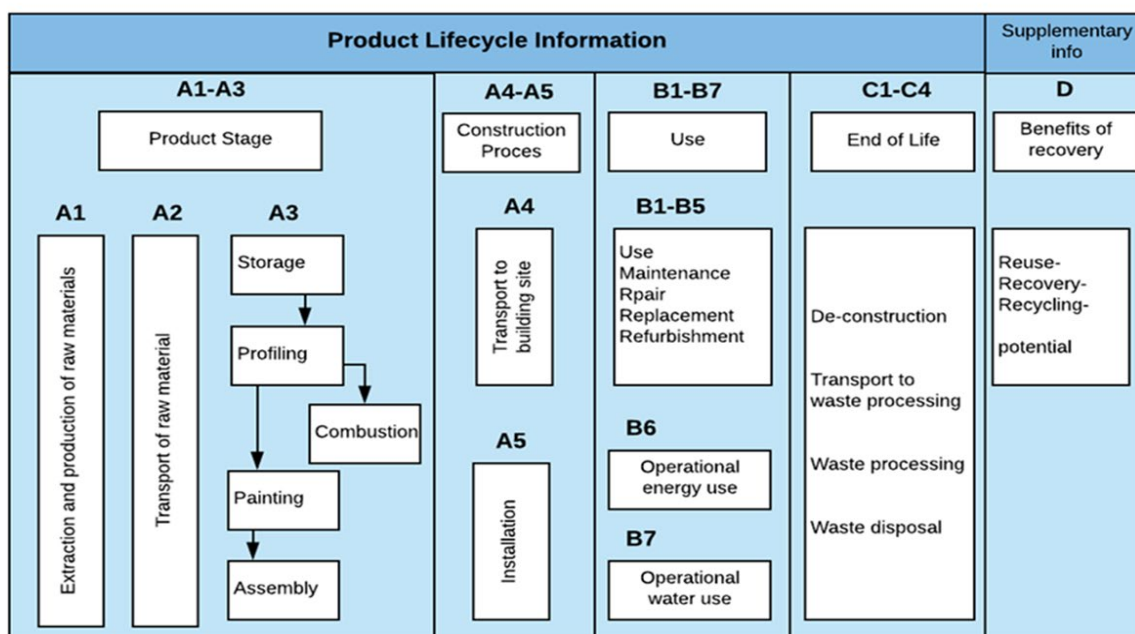 Product Lifecycle Information
Supplementary
info
A1-A3
Product Stage
A4-A5
Construction
Proces
B1-B7
Use
C1-C4
End of Life
D
Benefits of
recovery
A1
Extraction and production of raw materials
A2
Transport of raw material
A3
Storage
Profiling
Combustion
Painting
Assembly
A4
Transport to
building site
A5
Installation
B1-B5
Use
Maintenance
Rpair
Replacement
Refurbishment
B6
Operational
energy use
B7
Operational
water use
De-construction
Transport to
waste processing
Waste processing
Waste disposal
Reuse-
Recovery-
Recycling-
potential